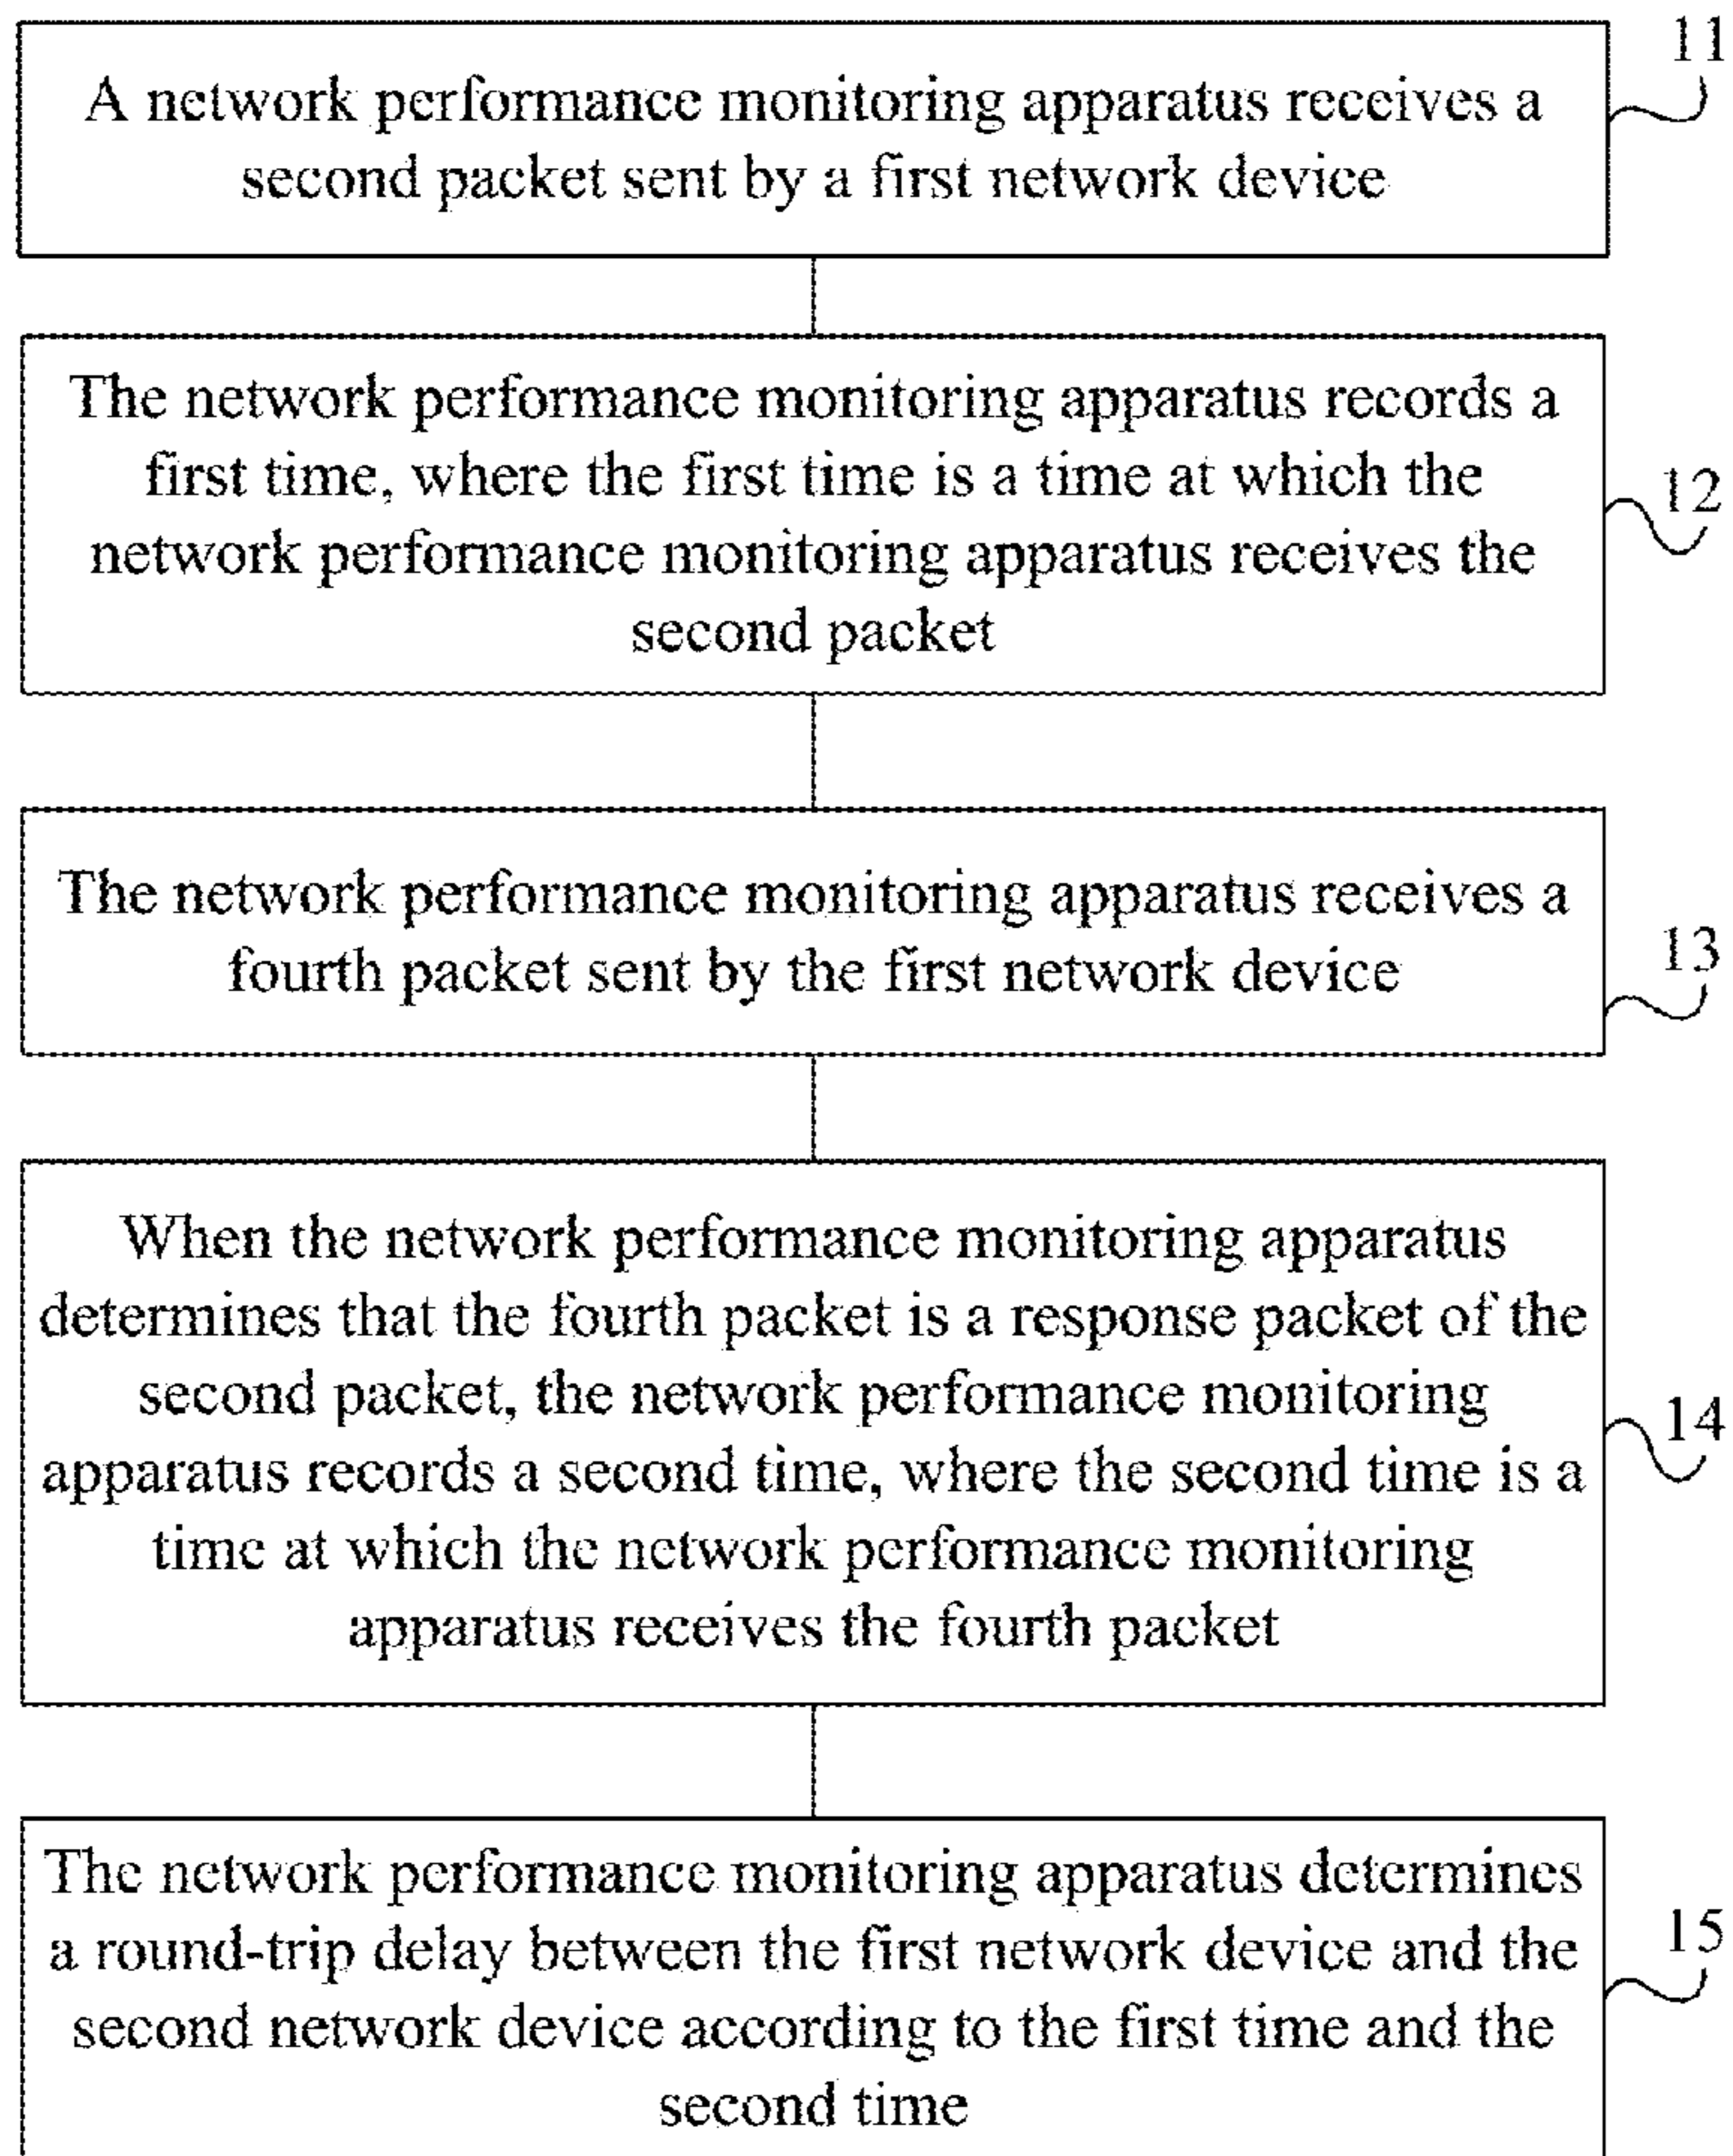 A network performance monitoring apparatus receives a
second packet sent by a first network device
11
The network performance monitoring apparatus records a
first time, where the first time is a time at which the
network performance monitoring apparatus receives the
second packet
12
The network performance monitoring apparatus receives a
fourth packet sent by the first network device
13
When the network performance monitoring apparatus
determines that the fourth packet is a response packet of the
second packet, the network performance monitoring
apparatus records a second time, where the second time is a
time at which the network performance monitoring
apparatus receives the fourth packet
14
The network performance monitoring apparatus determines
a round-trip delay between the first network device and the
second network device according to the first time and the
second time
15